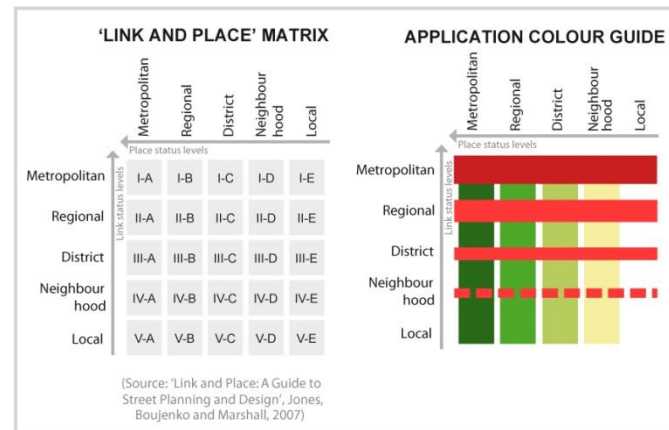 'LINK AND PLACE' MATRIX
Metropolitan
Regional
District
Neighbour
hood
Local
Place status levels
Link status levels
Metropolitan I-A I-B I-C I-D I-E
Regional II-A II-B II-C II-D II-E
District III-A III-B III-C III-D III-E
Neighbour
hood IV-A IV-B IV-C IV-D IV-E
Local V-A V-B V-C V-D V-E
(Source: 'Link and Place: A Guide to
Street Planning and Design', Jones,
Boujenko and Marshall, 2007)
APPLICATION COLOUR GUIDE
Metropolitan
Regional
District
Neighbour
hood
Local
Place status levels
Link status levels
Metropolitan
Regional
District
Neighbour
hood
Local